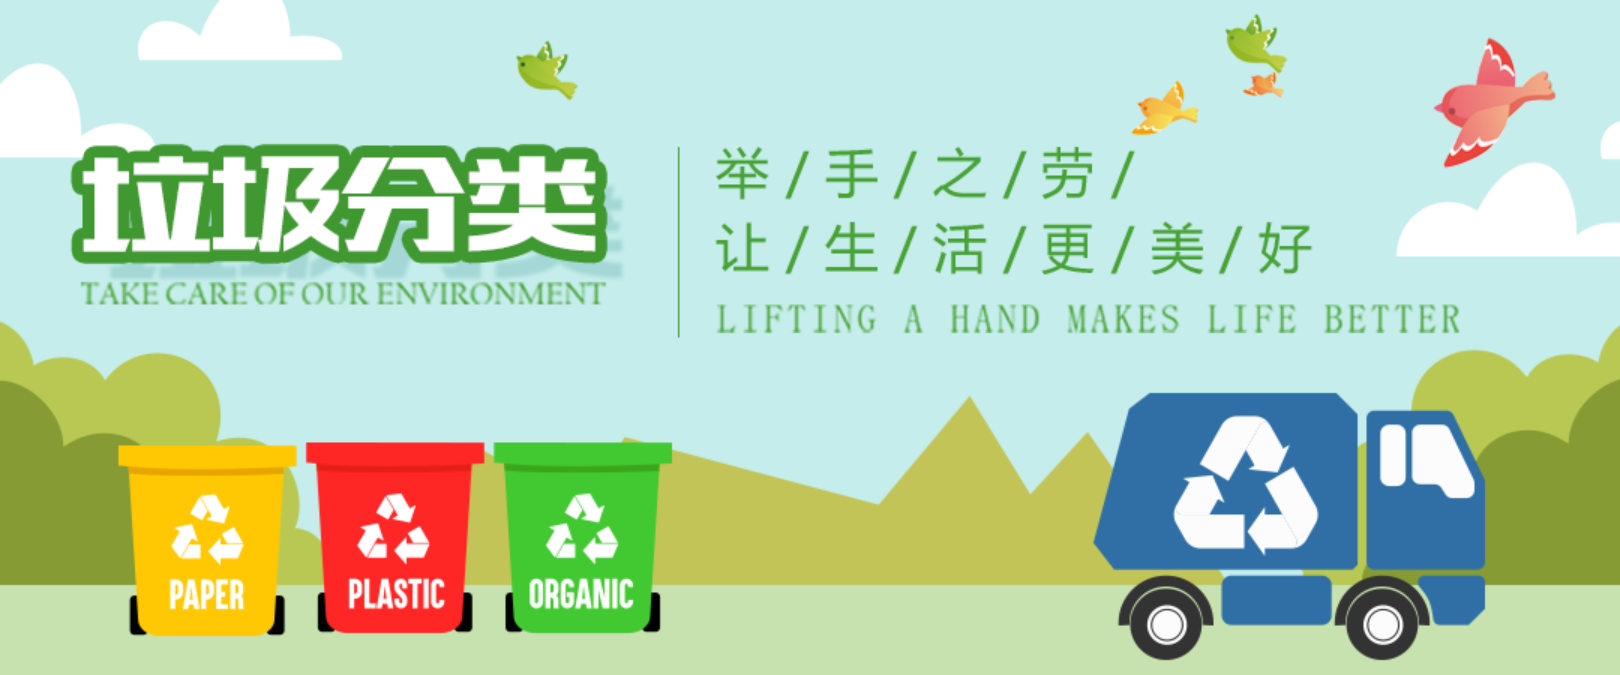 垃圾分类
TAKE CARE OF OUR ENVIRONMENT
举/手/之/劳/
让/生/活/更/美/好
LIFTING A HAND MAKES LIFE BETTER
PAPER
PLASTIC
ORGANIC